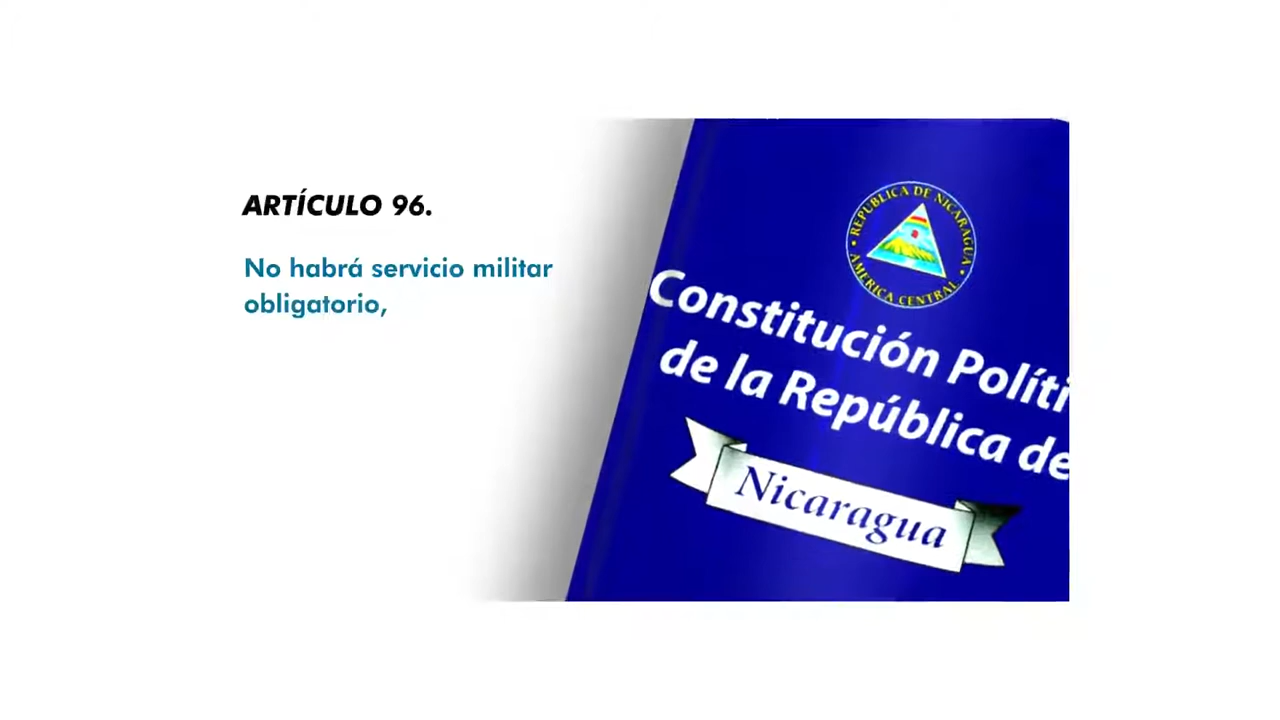 ARTÍCULO 96.
No habrá servicio militar
obligatorio,
REPUBLICA DE NICARAGUA
AMERICA CENTRAL
Constitución Políti
de la República de
Nicaragua